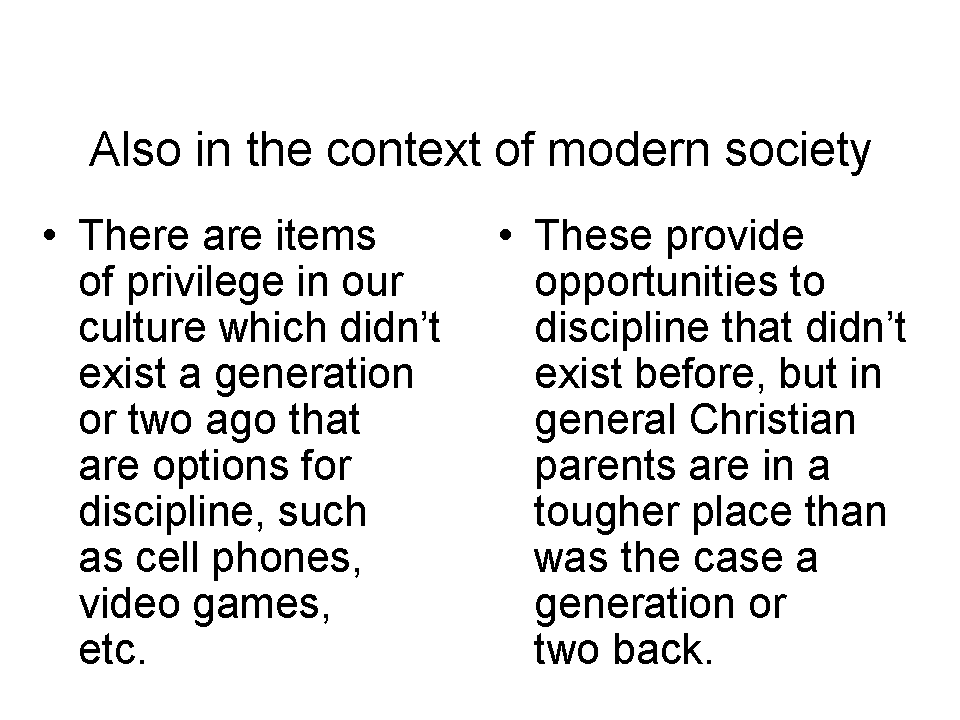 Also in the context of modern society
• There are items
of privilege in our
culture which didn’t
exist a generation
or two ago that
are options for
discipline, such
as cell phones,
video games,
etc.
• These provide
opportunities to
discipline that didn’t
exist before, but in
general Christian
parents are in a
tougher place than
was the case a
generation or
two back.